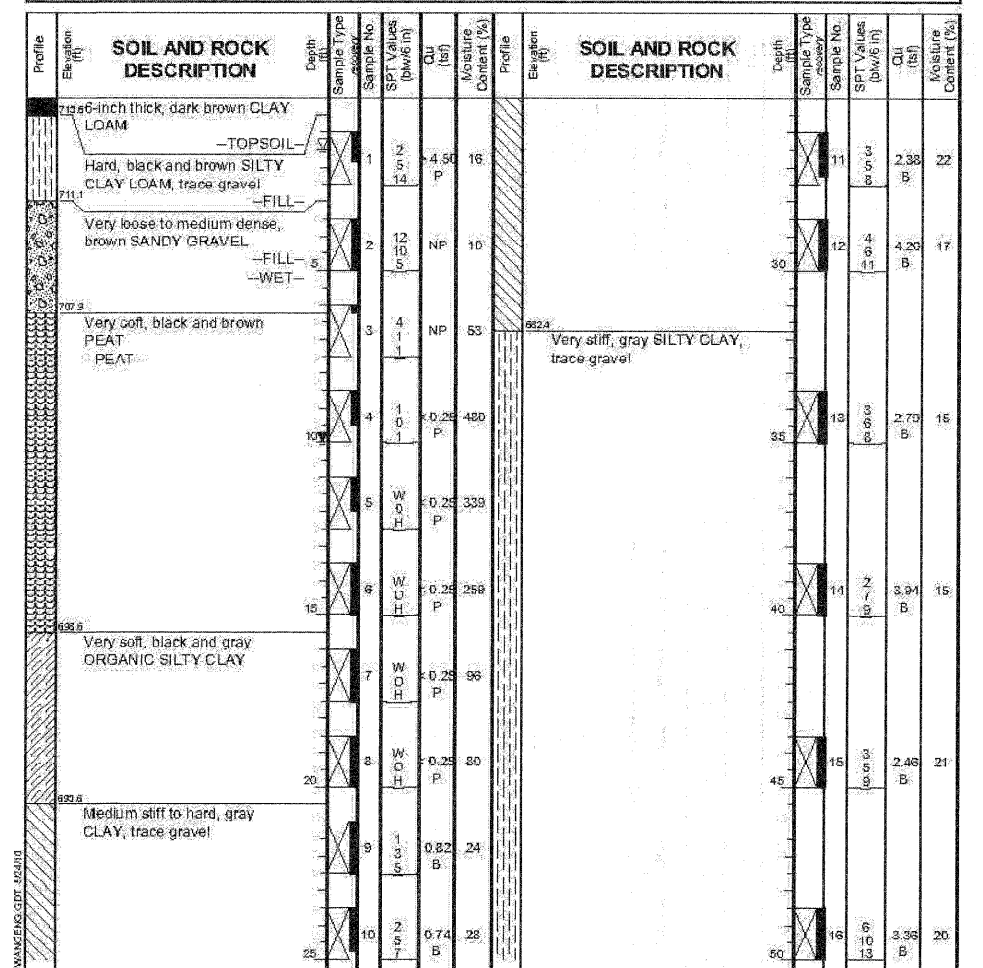 Profile
Elevation (ft)
SOIL AND ROCK DESCRIPTION
Depth (ft)
Sample Type
recovery
Sample No.
SPT Values (blw/6 in)
Qu (tsf)
Moisture Content (%)
Profile
Elevation (ft)
SOIL AND ROCK DESCRIPTION
Depth (ft)
Sample Type
recovery
Sample No.
SPT Values (blw/6 in)
Qu (tsf)
Moisture Content (%)
6-inch thick, dark brown CLAY
LOAM
--TOPSOIL--
Hard, black and brown SILTY
CLAY LOAM, trace gravel
--FILL--
1
2
5
14
4.50
P
16
711.1
Very loose to medium dense,
brown SANDY GRAVEL
--FILL--
--WET--
5
2
12
10
5
NP
10
707.9
Very soft, black and brown
PEAT
PEAT
3
4
1
1
NP
53
4
1
0
1
<0.25
P
480
10
5
W
O
H
<0.25
P
339
6
W
O
H
<0.25
P
259
15
Very soft, black and gray
ORGANIC SILTY CLAY
7
W
O
H
<0.25
P
96
8
W
O
H
<0.25
P
80
20
693.6
Medium stiff to hard, gray
CLAY, trace gravel
9
1
3
5
0.82
B
24
10
2
5
7
0.74
B
28
25
11
3
5
8
2.38
B
22
12
4
6
11
4.20
B
17
30
682.4
Very stiff, gray SILTY CLAY,
trace gravel
13
3
6
8
2.79
B
15
35
14
2
7
9
3.94
B
15
40
15
3
5
9
2.46
B
21
45
16
6
10
13
3.36
B
20
50